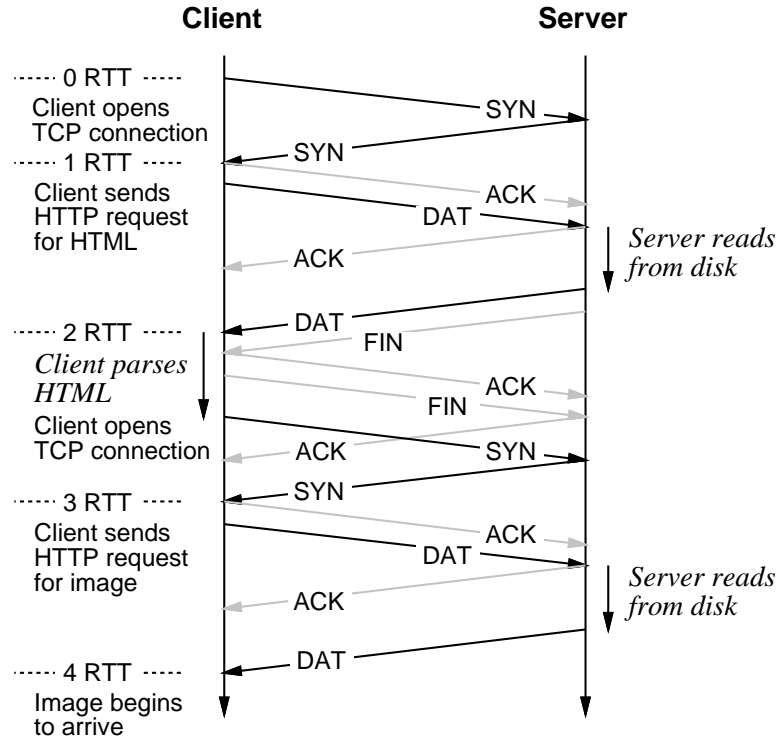 Client
Server
0 RTT
Client opens
TCP connection
SYN
SYN
1 RTT
Client sends
HTTP request
for HTML
ACK
DAT
ACK
Server reads
from disk
DAT
2 RTT
FIN
Client parses
HTML
ACK
FIN
Client opens
TCP connection
ACK
SYN
SYN
3 RTT
Client sends
HTTP request
for image
ACK
DAT
ACK
Server reads
from disk
DAT
4 RTT
Image begins
to arrive